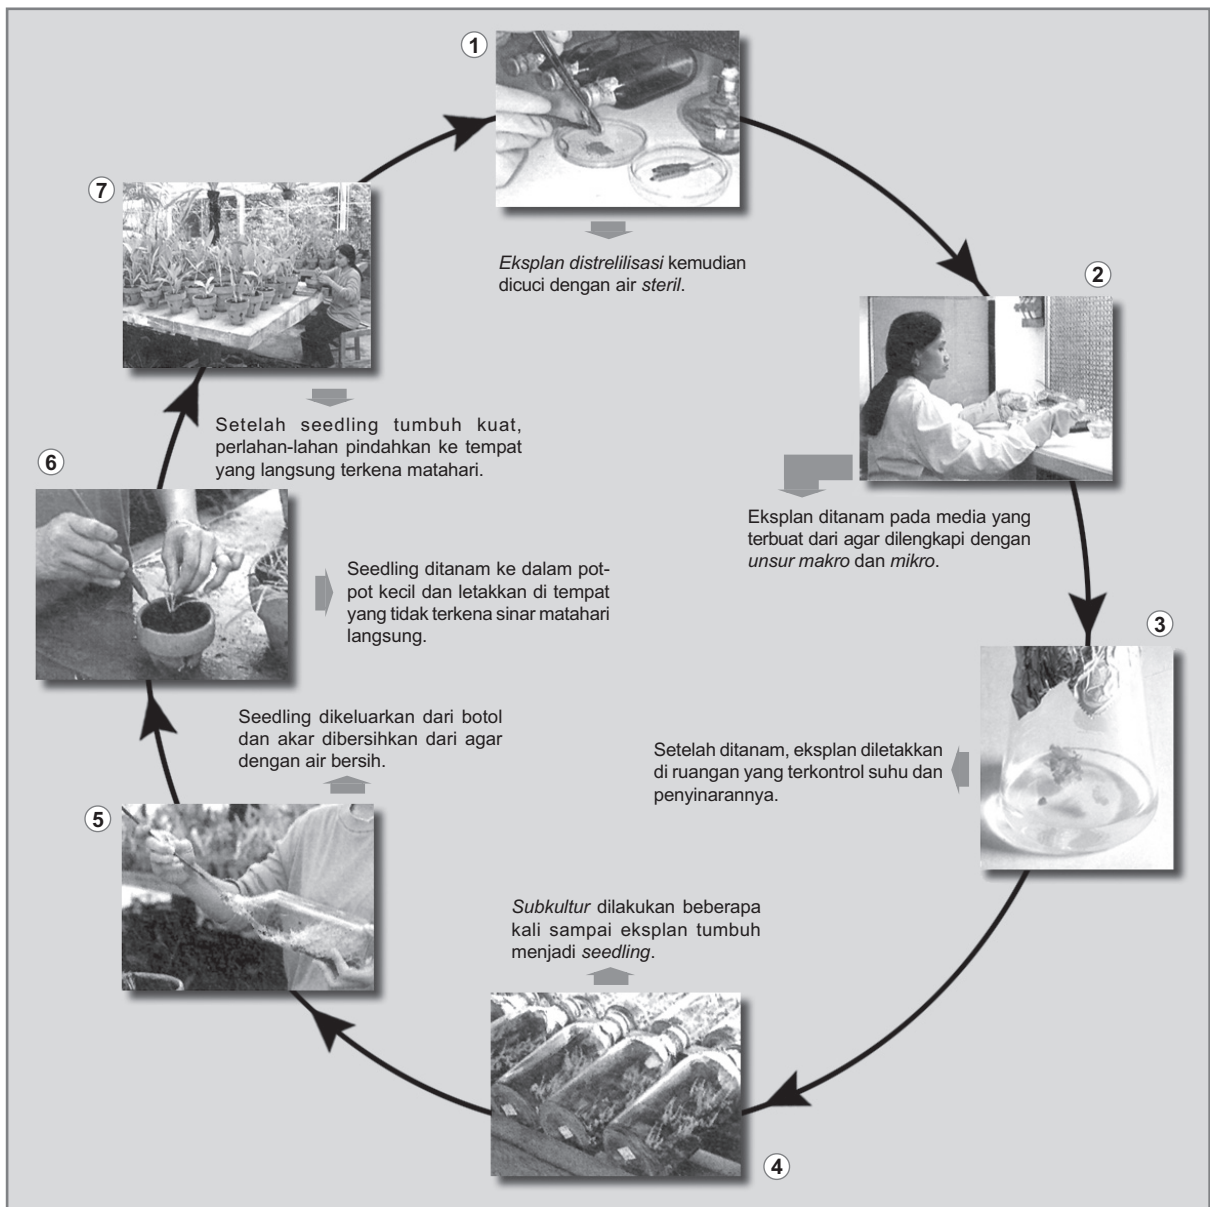 1
Eksplan distrelilisasi kemudian
dicuci dengan air steril.
2
Eksplan ditanam pada media yang
terbuat dari agar dilengkapi dengan
unsur makro dan mikro.
3
Setelah ditanam, eksplan diletakkan
di ruangan yang terkontrol suhu dan
penyinarannya.
4
Subkultur dilakukan beberapa
kali sampai eksplan tumbuh
menjadi seedling.
5
Seedling dikeluarkan dari botol
dan akar dibersihkan dari agar
dengan air bersih.
6
Seedling ditanam ke dalam pot-
pot kecil dan letakkan di tempat
yang tidak terkena sinar matahari
langsung.
7
Setelah seedling tumbuh kuat,
perlahan-lahan pindahkan ke tempat
yang langsung terkena matahari.